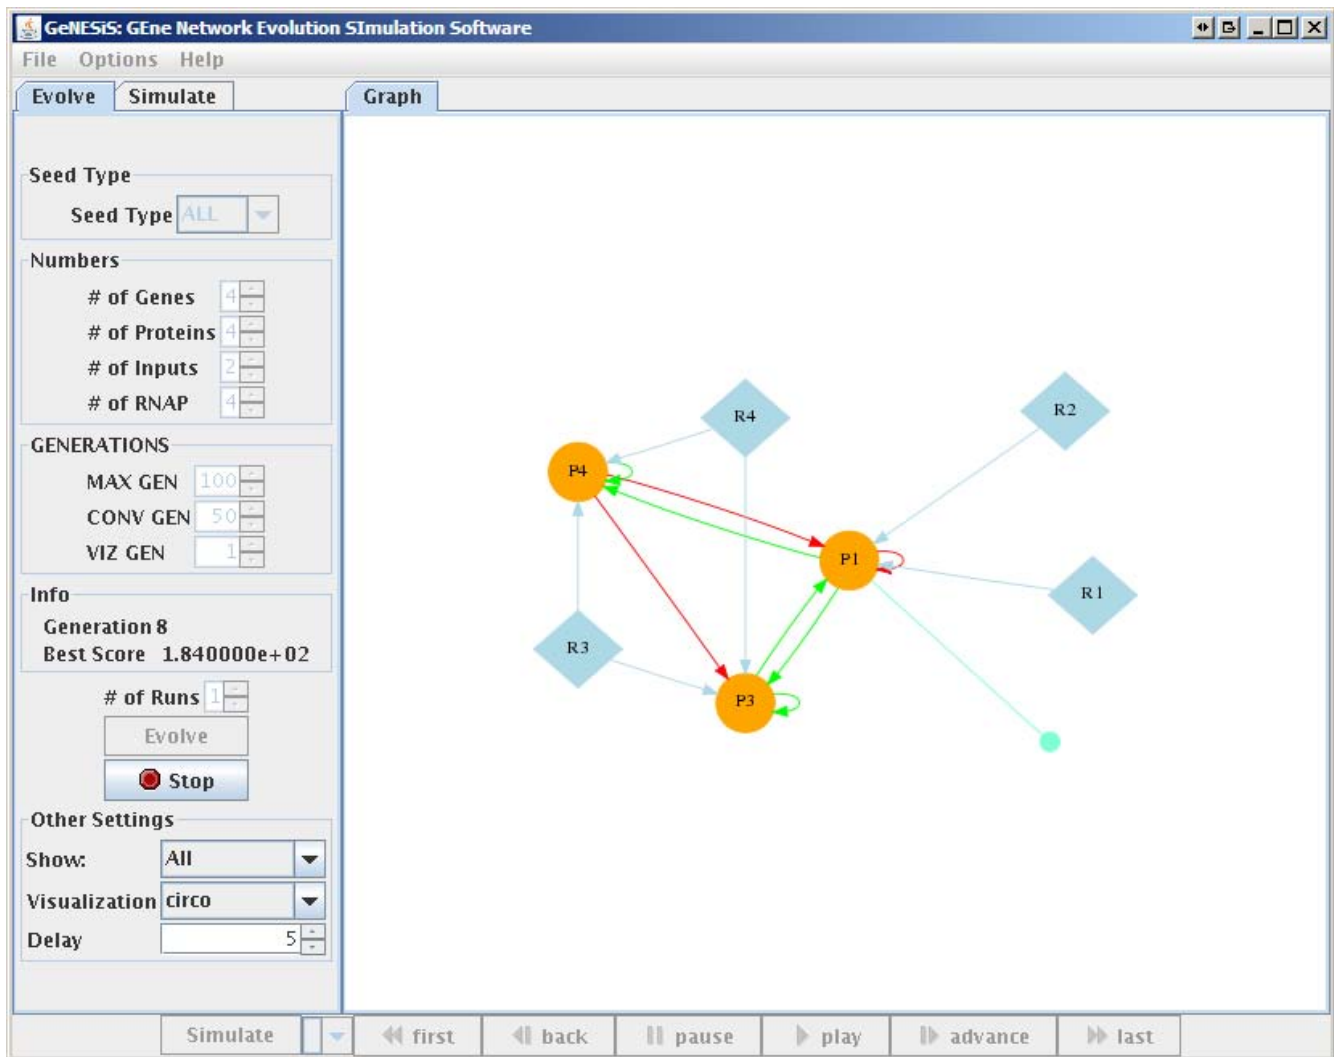 GeNESiS: GEne Network Evolution SImulation Software
File Options Help
Evolve Simulate Graph
Seed Type
Seed Type ALL
Numbers
# of Genes 4
# of Proteins 4
# of Inputs 2
# of RNAP 4
GENERATIONS
MAX GEN 100
CONV GEN 50
VIZ GEN 1
Info
Generation 8
Best Score 1.840000e+02
# of Runs 1
Evolve
Stop
Other Settings
Show: All
Visualization circo
Delay 5
R4
R2
P4
P1
R1
R3
P3
Simulate first back pause play advance last